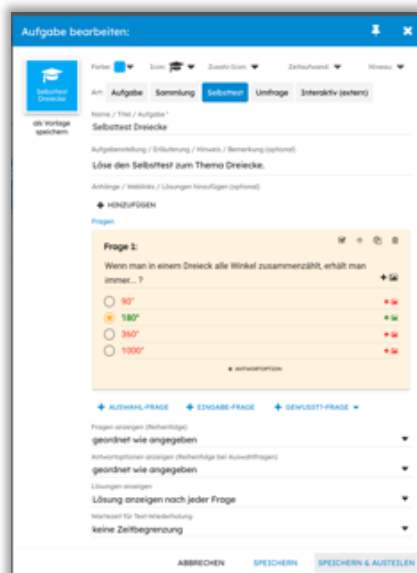 Aufgabe bearbeiten:
Farbe: Icon: Zusatz-Icon: Zeitaufwand: Niveau:
Selbsttest
Dreiecke
als Vorlage
speichern
Art: Aufgabe Sammlung Selbsttest Umfrage Interaktiv (extern)
Name / Titel / Aufgabe *
Selbsttest Dreiecke
Aufgabenstellung / Erläuterung / Hinweis / Bemerkung (optional)
Löse den Selbsttest zum Thema Dreiecke.
Anhänge / Weblinks / Lösungen hinzufügen (optional)
+ HINZUFÜGEN
Fragen
Frage 1:
Wenn man in einem Dreieck alle Winkel zusammenzählt, erhält man
immer... ?
90°
180°
360°
1000°
+ ANTWORTOPTION
+ AUSWAHL-FRAGE + EINGABE-FRAGE + GEWUSST?-FRAGE
Fragen anzeigen (Reihenfolge)
geordnet wie angegeben
Antwortoptionen anzeigen (Reihenfolge bei Auswahlfragen)
geordnet wie angegeben
Lösungen anzeigen
Lösung anzeigen nach jeder Frage
Wartezeit für Test-Wiederholung
keine Zeitbegrenzung
ABBRECHEN SPEICHERN SPEICHERN & AUSTEILEN